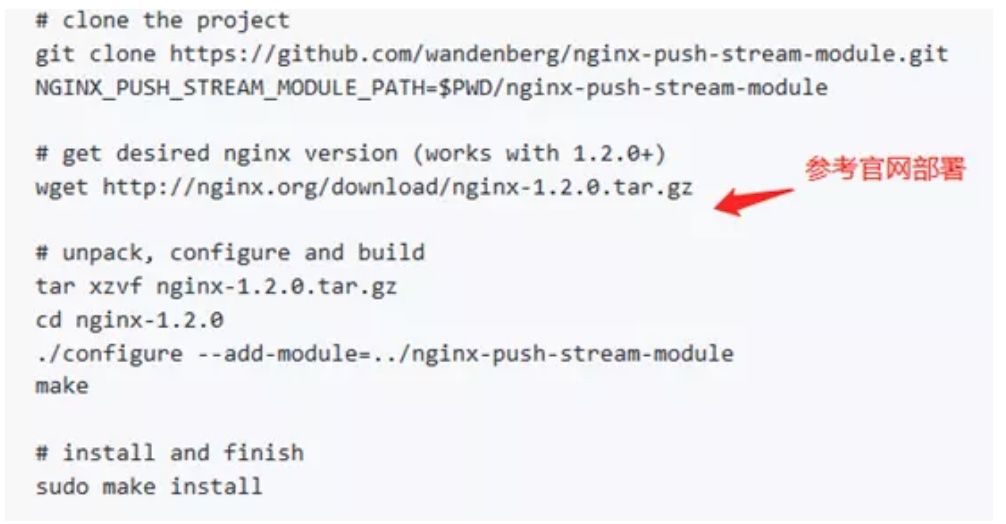 # clone the project
git clone https://github.com/wandenberg/nginx-push-stream-module.git
NGINX_PUSH_STREAM_MODULE_PATH=$PWD/nginx-push-stream-module
# get desired nginx version (works with 1.2.0+)
参考官网部署
wget http://nginx.org/download/nginx-1.2.0.tar.gz
# unpack, configure and build
tar xzvf nginx-1.2.0.tar.gz
cd nginx-1.2.0
./configure --add-module=../nginx-push-stream-module
make
# install and finish
sudo make install